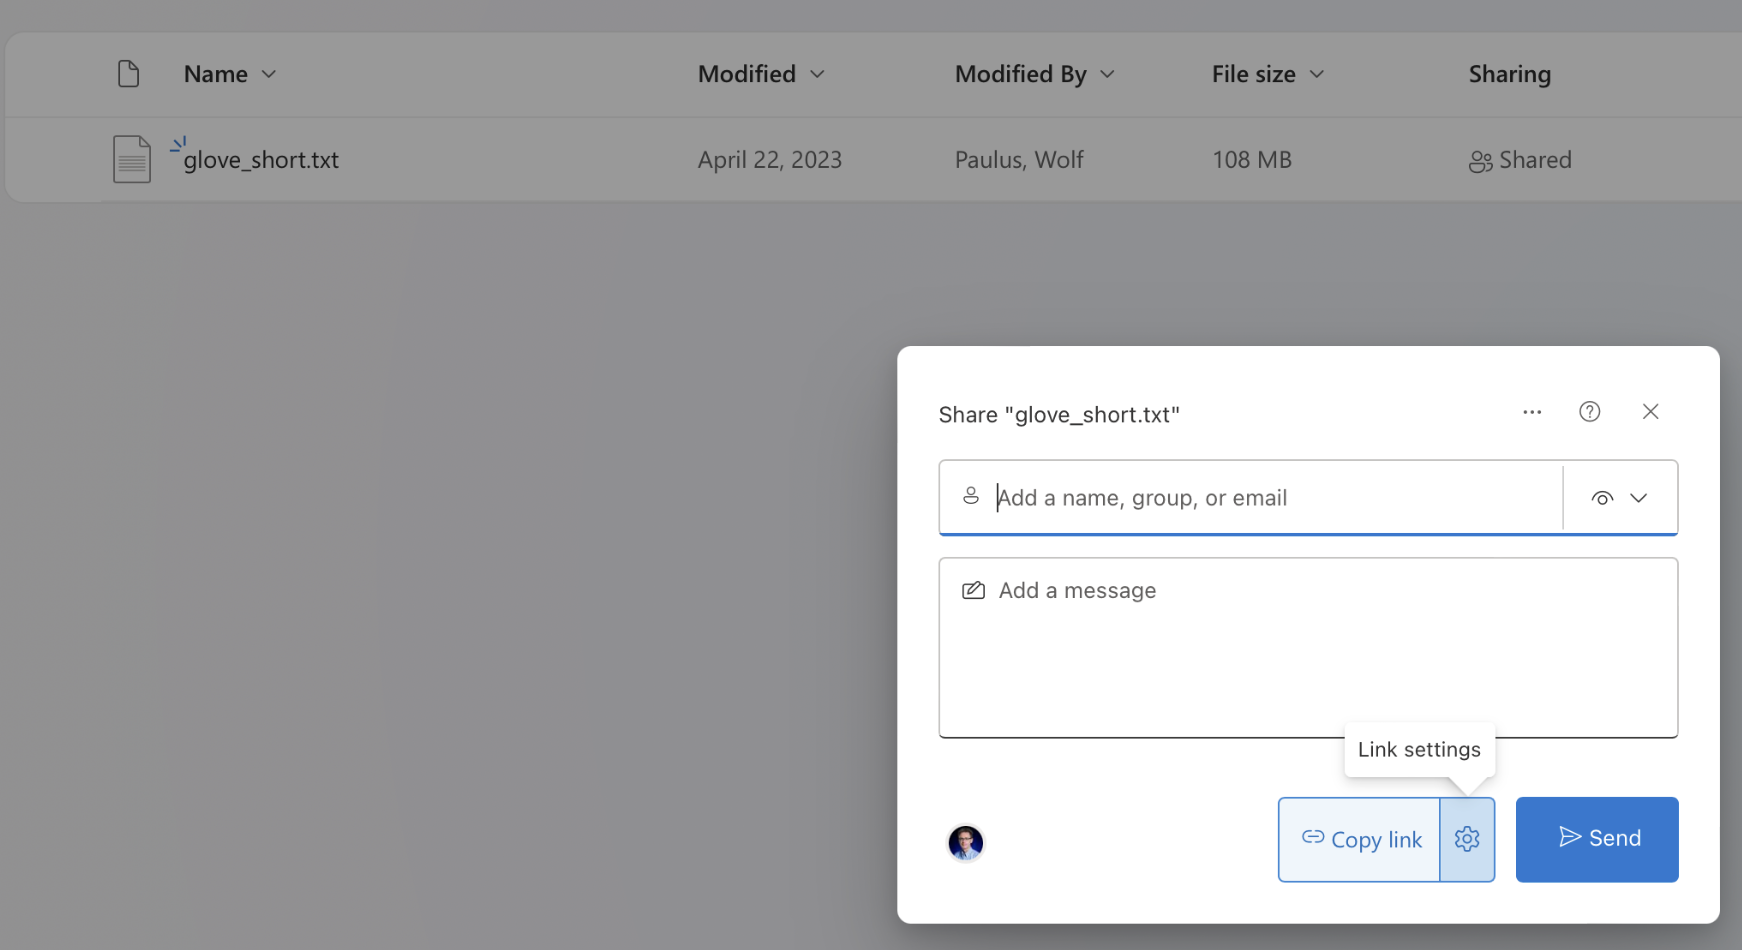 Name Modified Modified By File size Sharing
glove_short.txt April 22, 2023 Paulus, Wolf 108 MB Shared
Share "glove_short.txt"
Add a name, group, or email
Add a message
Link settings
Copy link Send